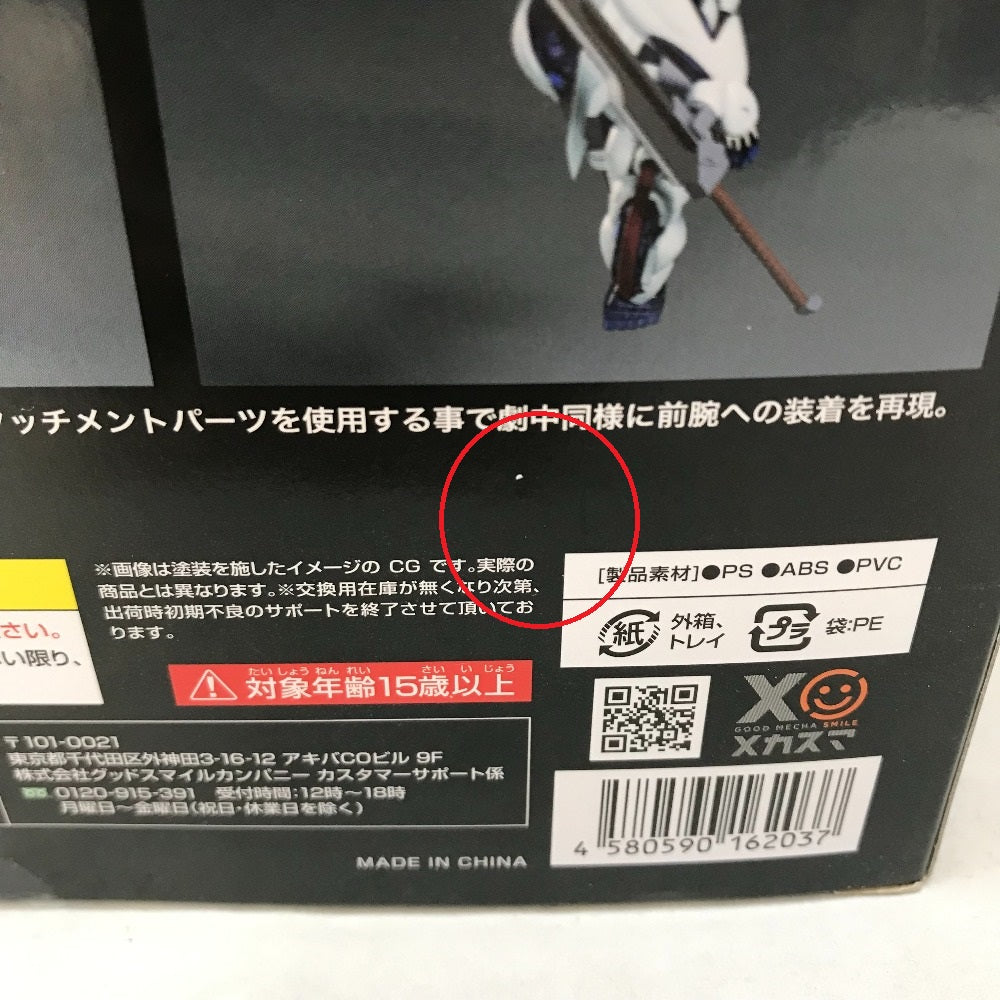 ッチメントパーツを使用する事で劇中同様に前腕への装着を再現。
※画像は塗装を施したイメージの CG です。実際の
商品とは異なります。※交換用在庫が無くなり次第、
出荷時初期不良のサポートを終了させて頂いてお
ります。
さい。
い限り、
たいしょうねんれい さいいじょう
対象年齢15歳以上
〒101-0021
東京都千代田区外神田3-16-12 アキバCOビル 9F
株式会社グッドスマイルカンパニー カスタマーサポート係
0120-915-391 受付時間:12時～18時
月曜日～金曜日(祝日・休業日を除く)
MADE IN CHINA
[製品素材]●PS ●ABS ●PVC
紙 外箱、
トレイ
プラ 袋:PE
GOOD MECHA SMILE
メカスマ
4 580590 162037